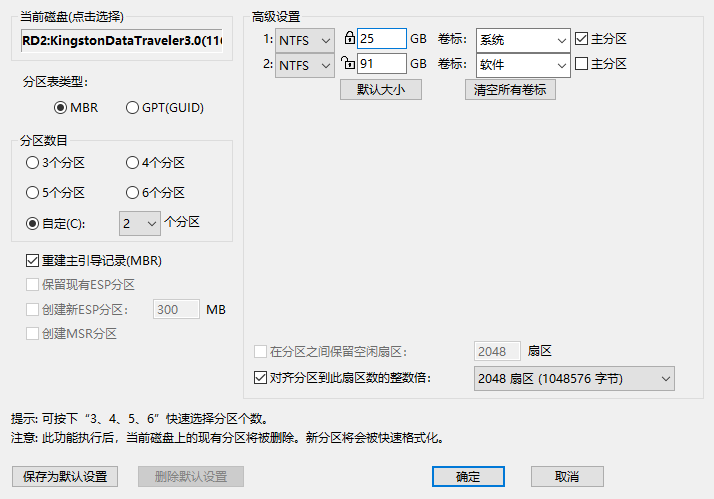 当前磁盘(点击选择)
RD2:KingstonDataTraveler3.0(116
分区表类型:
MBR
GPT(GUID)
分区数目
3个分区
4个分区
5个分区
6个分区
自定(C):
2
个分区
重建主引导记录(MBR)
保留现有ESP分区
创建新ESP分区:
300
MB
创建MSR分区
高级设置
1: NTFS 25 GB 卷标: 系统 主分区
2: NTFS 91 GB 卷标: 软件 主分区
默认大小
清空所有卷标
在分区之间保留空闲扇区:
2048 扇区
对齐分区到此扇区数的整数倍:
2048 扇区 (1048576 字节)
提示: 可按下“3、4、5、6”快速选择分区个数。
注意: 此功能执行后，当前磁盘上的现有分区将被删除。新分区将会被快速格式化。
保存为默认设置
删除默认设置
确定
取消